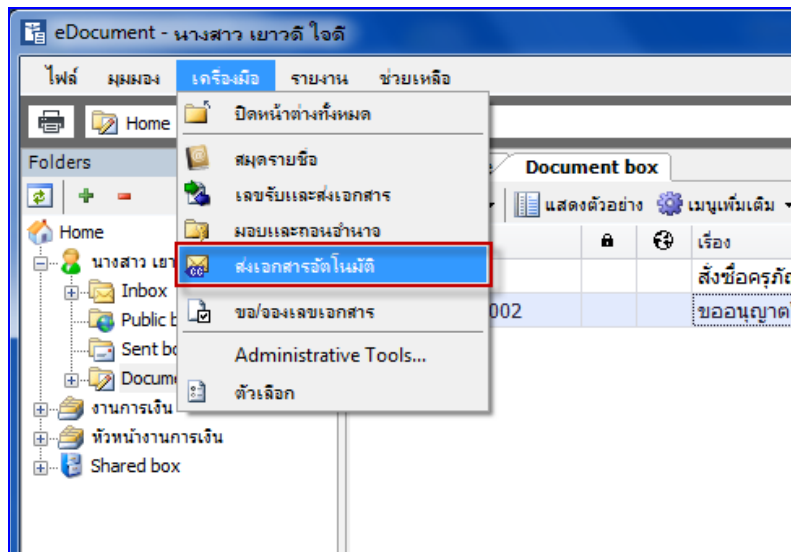 eDocument - นางสาว เยาวดี ใจดี
ไฟล์ มุมมอง เครื่องมือ รายงาน ช่วยเหลือ
Home
ปิดหน้าต่างทั้งหมด
สมุดรายชื่อ
เลขรับและส่งเอกสาร
มอบและถอนอำนาจ
ส่งเอกสารอัตโนมัติ
ขอ/จองเลขเอกสาร
Administrative Tools...
ตัวเลือก
Folders
Document box
แสดงตัวอย่าง เมนูเพิ่มเติม
Home
เรื่อง
นางสาว เยา
สั่งซื้อครุภัณ
Inbox
Public b
002
ขออนุญาต
Sent bo
Docume
งานการเงิน
หัวหน้างานการเงิน
Shared box